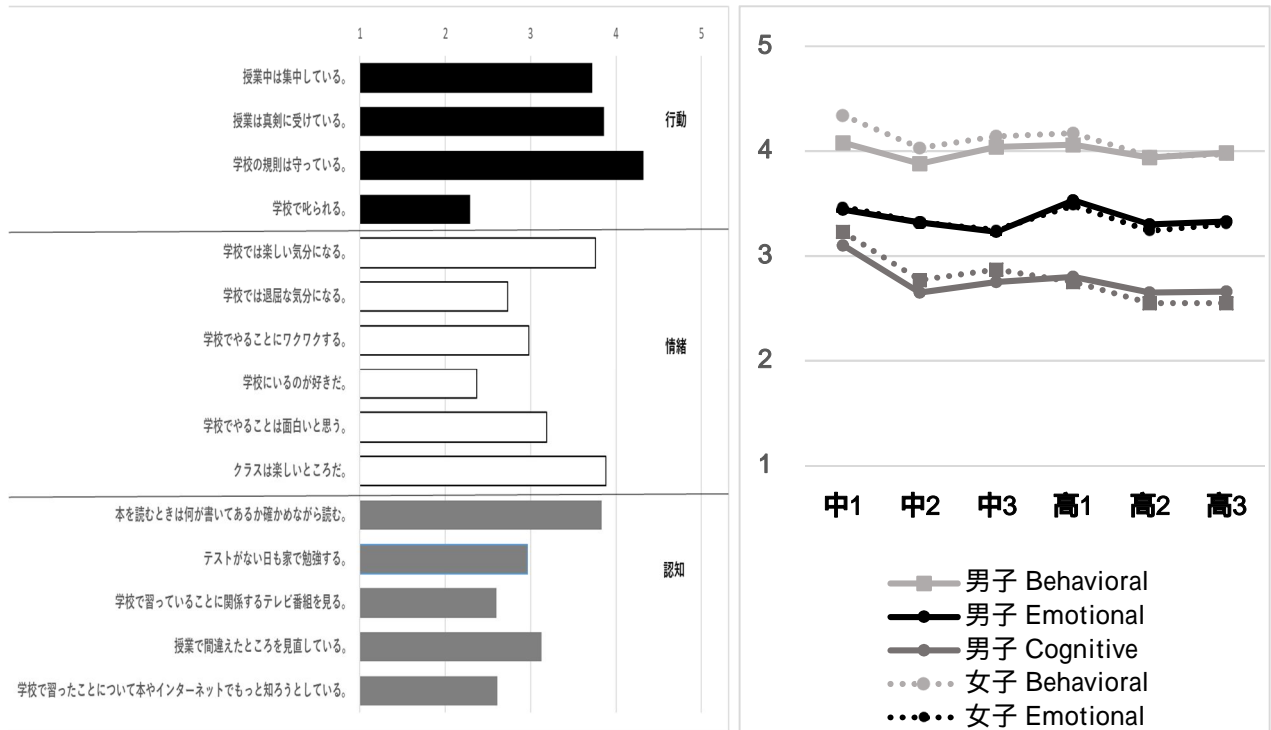 1 2 3 4 5
授業中は集中している。
授業は真剣に受けている。
行動
学校の規則は守っている。
学校で叱られる。
学校では楽しい気分になる。
学校では退屈な気分になる。
学校でやることにワクワクする。
情緒
学校にいるのが好きだ。
学校でやることは面白いと思う。
クラスは楽しいところだ。
本を読むときは何が書いてあるか確かめながら読む。
テストがない日も家で勉強する。
認知
学校で習っていることに関係するテレビ番組を見る。
授業で間違えたところを見直している。
学校で習ったことについて本やインターネットでもっと知ろうとしている。
5
4
3
2
1
中1 中2 中3 高1 高2 高3
男子 Behavioral
男子 Emotional
男子 Cognitive
女子 Behavioral
女子 Emotional